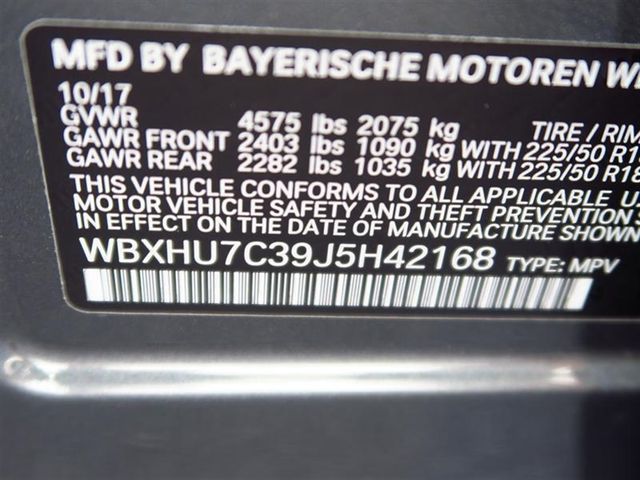 MFD BY BAYERISCHE MOTOREN
10/17
GVWR 4575 lbs 2075 kg TIRE / RIM
GAWR FRONT 2403 lbs 1090 kg WITH 225/50 R18
GAWR REAR 2282 lbs 1035 kg WITH 225/50 R18
THIS VEHICLE CONFORMS TO ALL APPLICABLE
MOTOR VEHICLE SAFETY AND THEFT PREVENTION
IN EFFECT ON THE DATE OF MANUFACTURE SHOWN
WBXHU7C39J5H42168 TYPE: MPV